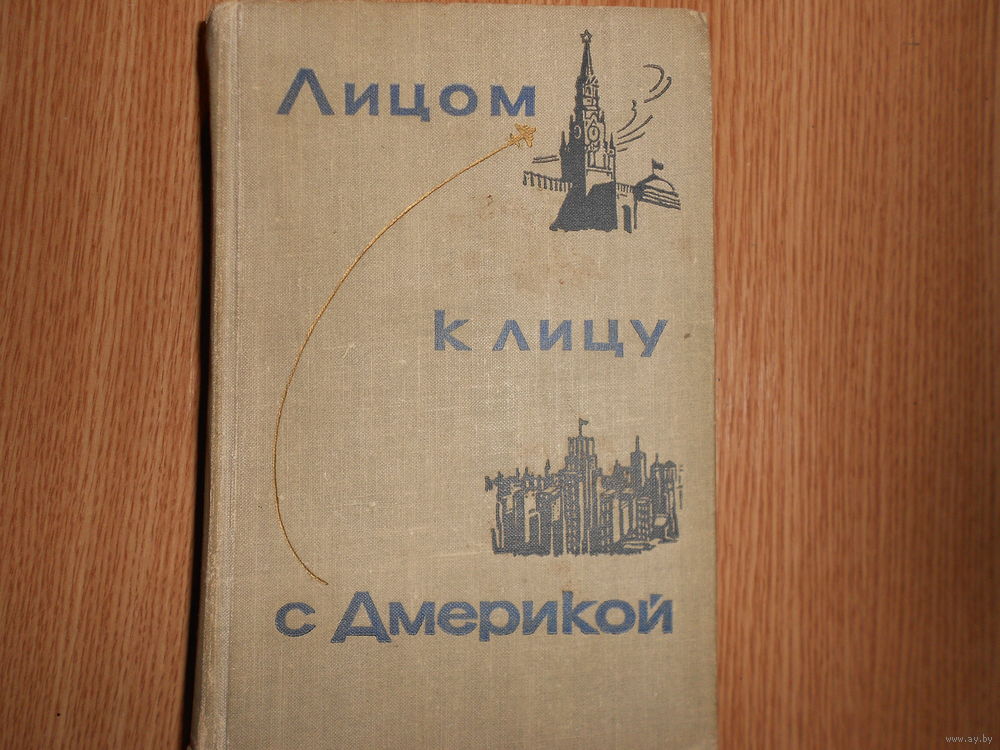 Лицом
к лицу
с Америкой
www.ay.by